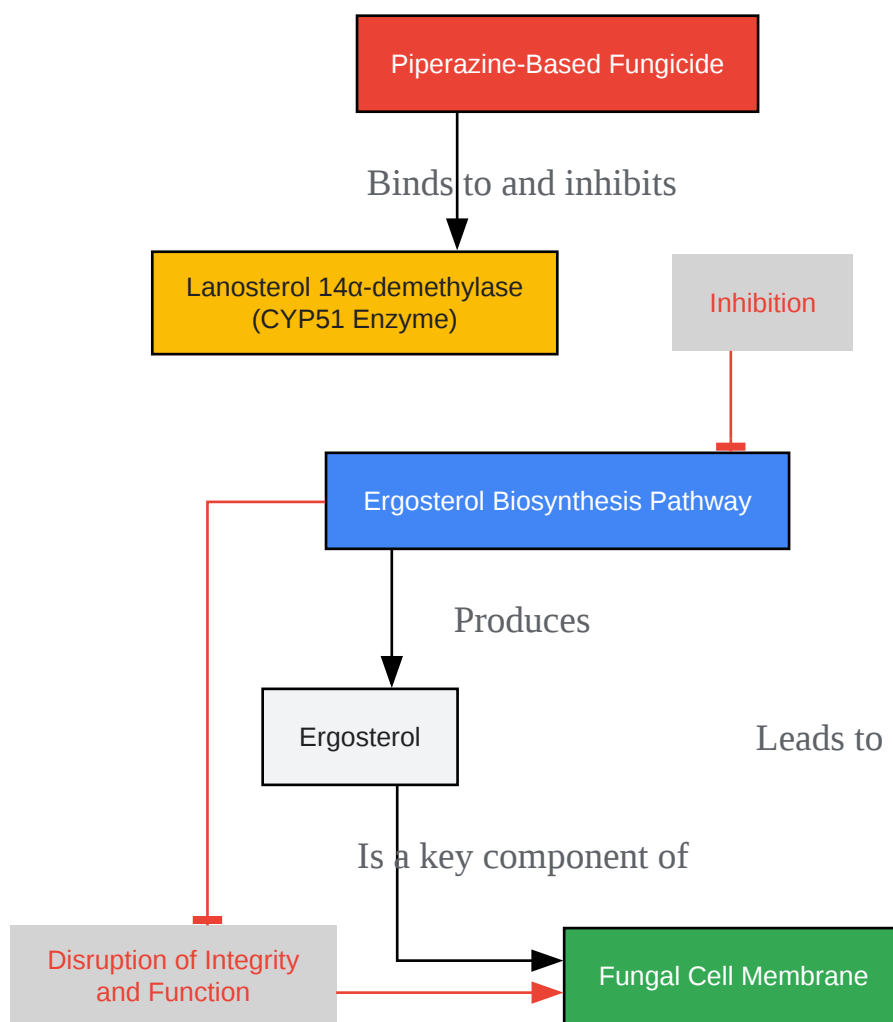 Piperazine-Based Fungicide
Binds to and inhibits
Lanosterol 14α-demethylase
(CYP51 Enzyme)
Inhibition
Ergosterol Biosynthesis Pathway
Produces
Ergosterol
Leads to
Is a key component of
Disruption of Integrity
and Function
Fungal Cell Membrane